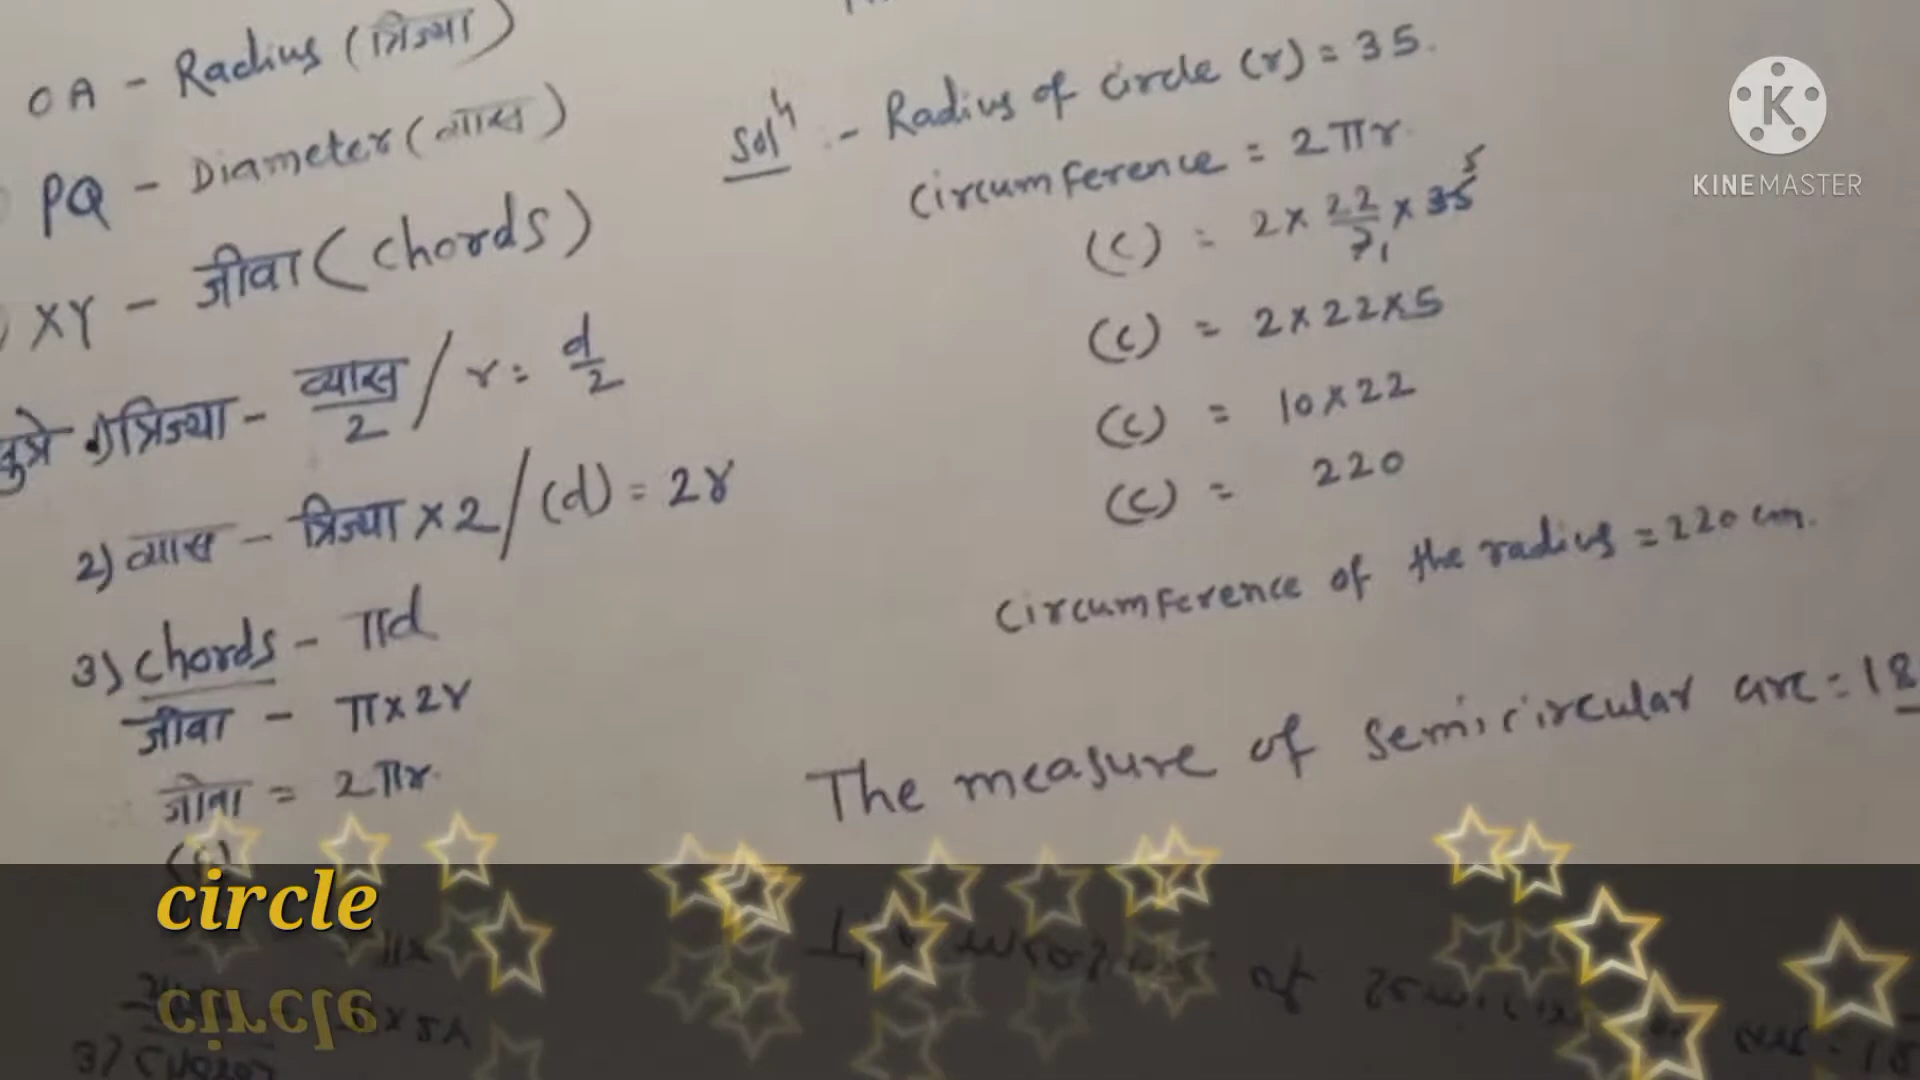 OA - Radius (त्रिज्या)
PQ - Diameter (व्यास)
XY - जीवा (chords)
त्रिज्या - व्यास/2 / r = d/2
2) व्यास - त्रिज्या × 2 / (d) = 2r
3) chords - πd
जीवा - π × 2r
जीवा = 2πr
(c)
Solⁿ :- Radius of circle (r) = 35.
Circumference = 2πr
(c) = 2 × 22/7 1 × 35 5
(c) = 2×22×5
(c) = 10×22
(c) = 220
Circumference of the radius = 220 cm.
The measure of semicircular arc = 18
circle
KINEMASTER